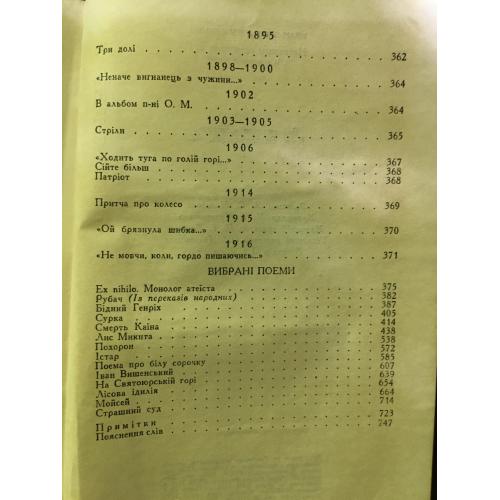 1895
Три долі . . . . . . . . . . . . . . . . . . 362
1898—1900
«Неначе вигнанець з чужини...» . . . . . . . . . . 364
1902
В альбом п-ні О. М. . . . . . . . . . . . . . 364
1903—1905
Стріли . . . . . . . . . . . . . . . . . . 365
1906
«Ходить туга по голій горі...» . . . . . . . . . . 367
Сійте більш . . . . . . . . . . . . . . . . 368
Патріот . . . . . . . . . . . . . . . . . 368
1914
Притча про колесо . . . . . . . . . . . . . . 369
1915
«Ой брязнула шибка...» . . . . . . . . . . . . . 370
1916
«Не мовчи, коли, гордо пишаючись...» . . . . . . . . 371
ВИБРАНІ ПОЕМИ
Ex nihilo. Монолог атеїста . . . . . . . . . . . 375
Рубач (Із переказів народних) . . . . . . . . . . 382
Бідний Генріх . . . . . . . . . . . . . . . 387
Сурка . . . . . . . . . . . . . . . . . . 405
Смерть Каїна . . . . . . . . . . . . . . . . 414
Лис Микита . . . . . . . . . . . . . . . . 438
Похорон . . . . . . . . . . . . . . . . . 538
Істар . . . . . . . . . . . . . . . . . . 572
Поема про білу сорочку . . . . . . . . . . . . 585
Іван Вишенський . . . . . . . . . . . . . . 607
На Святоюрській горі . . . . . . . . . . . . . 639
Лісова ідилія . . . . . . . . . . . . . . . 654
Мойсей . . . . . . . . . . . . . . . . . 664
Страшний суд . . . . . . . . . . . . . . . 714
Примітки . . . . . . . . . . . . . . . . 723
Пояснення слів . . . . . . . . . . . . . . . 747